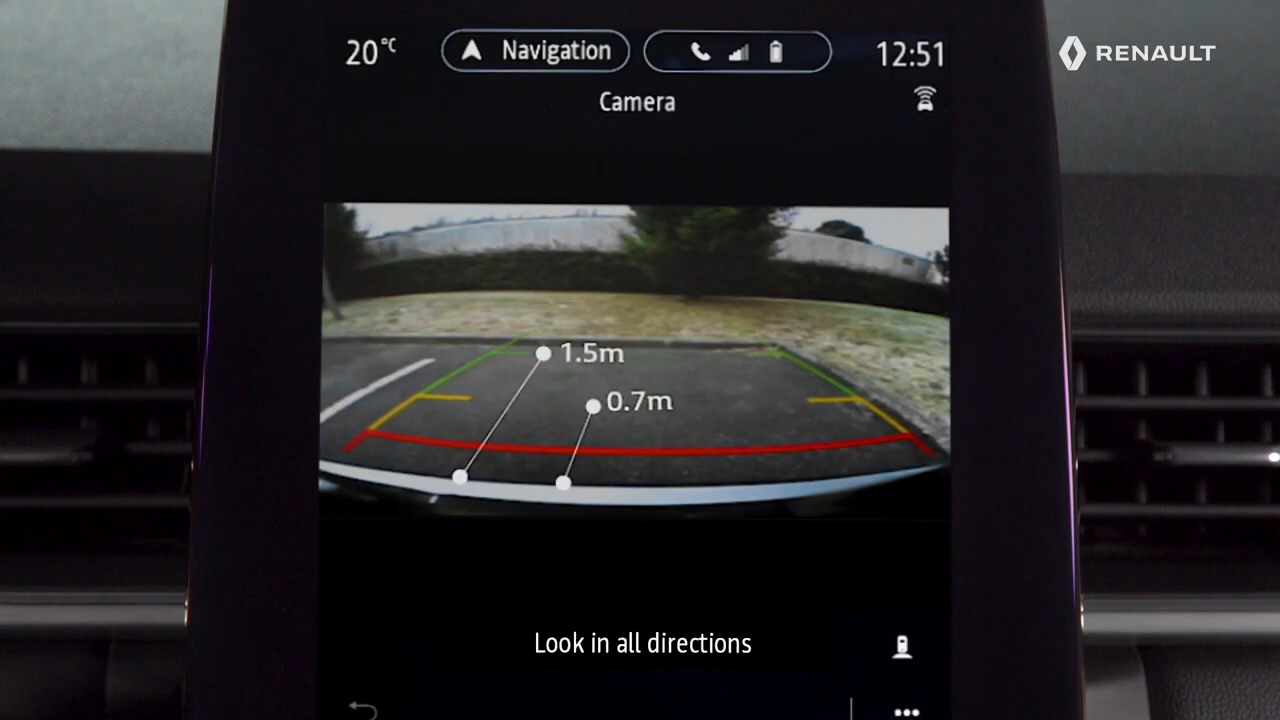 20°C
Navigation
12:51
RENAULT
Camera
1.5m
0.7m
Look in all directions